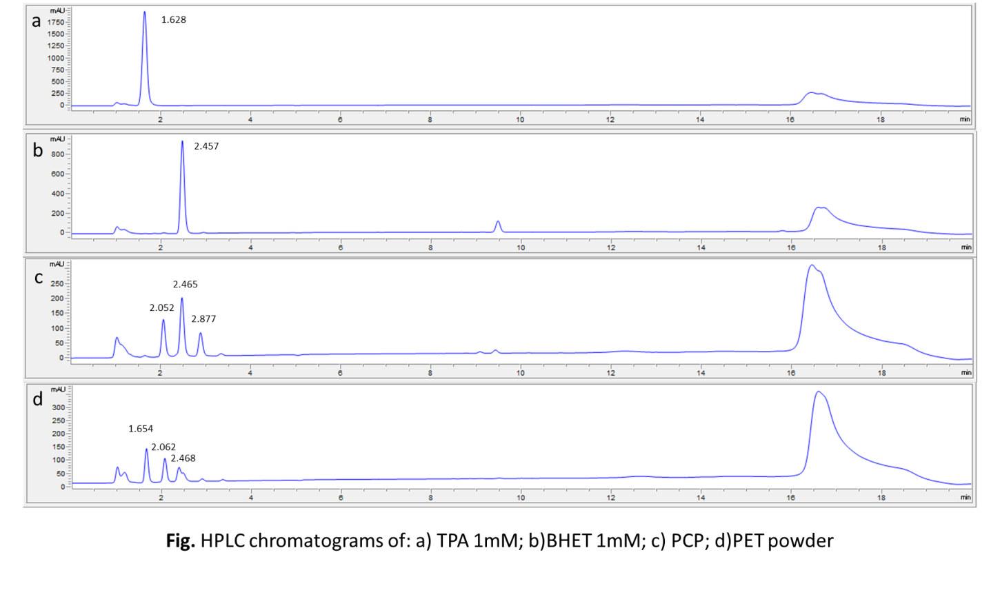 a
mAU
1.628
1750
1500
1250
1000
750
500
250
0
2 4 6 8 10 12 14 16 18 min
b
mAU
2.457
800
600
400
200
0
2 4 6 8 10 12 14 16 18 min
c
mAU
2.465
2.052
2.877
250
200
150
100
50
0
2 4 6 8 10 12 14 16 18 min
d
mAU
1.654
2.062
2.468
300
250
200
150
100
50
0
2 4 6 8 10 12 14 16 18 min
Fig. HPLC chromatograms of: a) TPA 1mM; b)BHET 1mM; c) PCP; d)PET powder